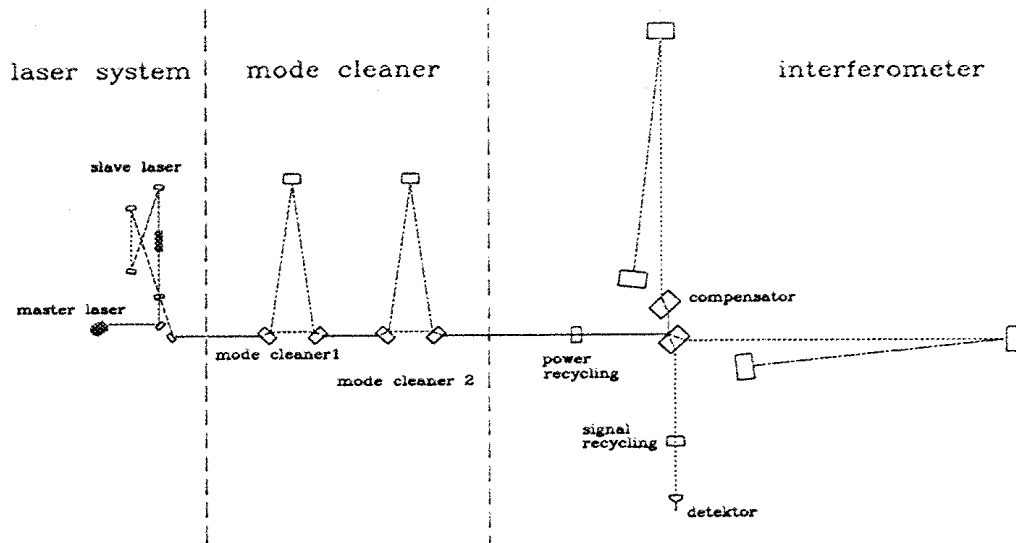 laser system
mode cleaner
interferometer
slave laser
master laser
mode cleaner1
mode cleaner 2
power
recycling
compensator
signal
recycling
detektor